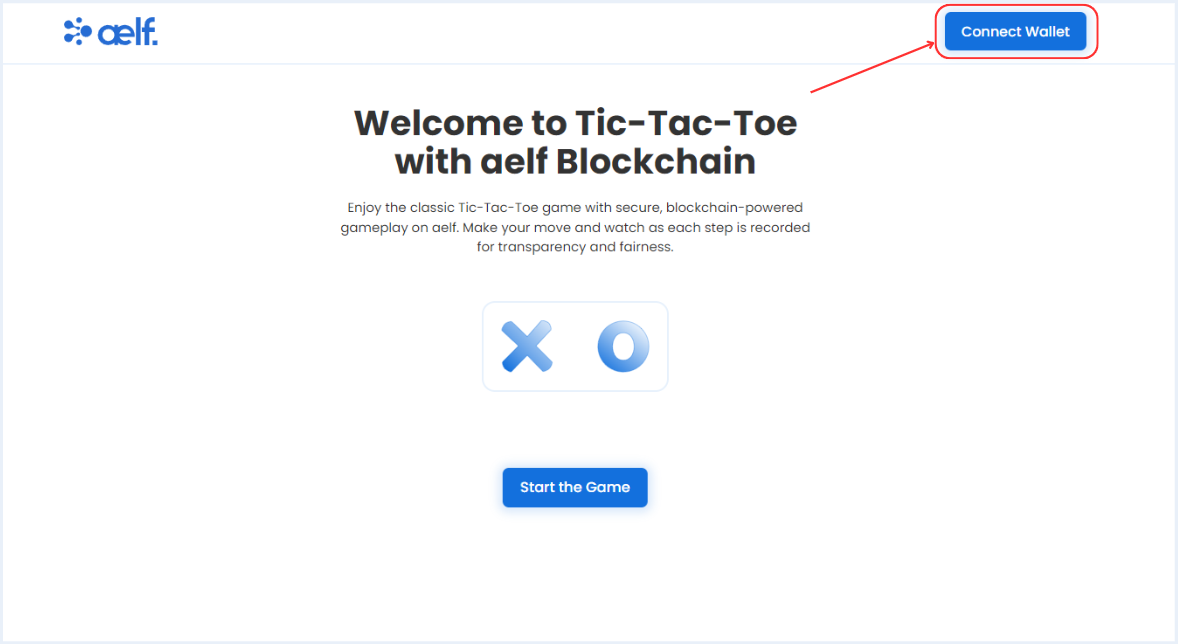 aelf.
Connect Wallet
Welcome to Tic-Tac-Toe
with aelf Blockchain
Enjoy the classic Tic-Tac-Toe game with secure, blockchain-powered
gameplay on aelf. Make your move and watch as each step is recorded
for transparency and fairness.
X O
Start the Game